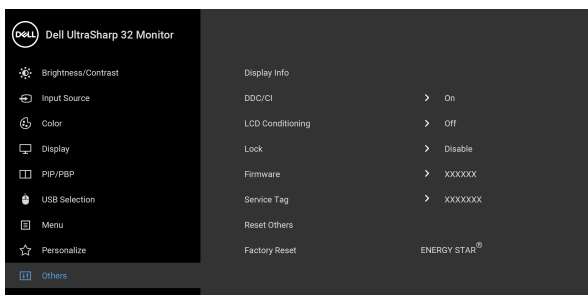 DELL Dell UltraSharp 32 Monitor
Brightness/Contrast Display Info
Input Source DDC/CI > On
Color LCD Conditioning > Off
Display Lock > Disable
PIP/PBP Firmware > XXXXXX
USB Selection Service Tag > XXXXXXX
Menu Reset Others
Personalize Factory Reset ENERGY STAR®
Others